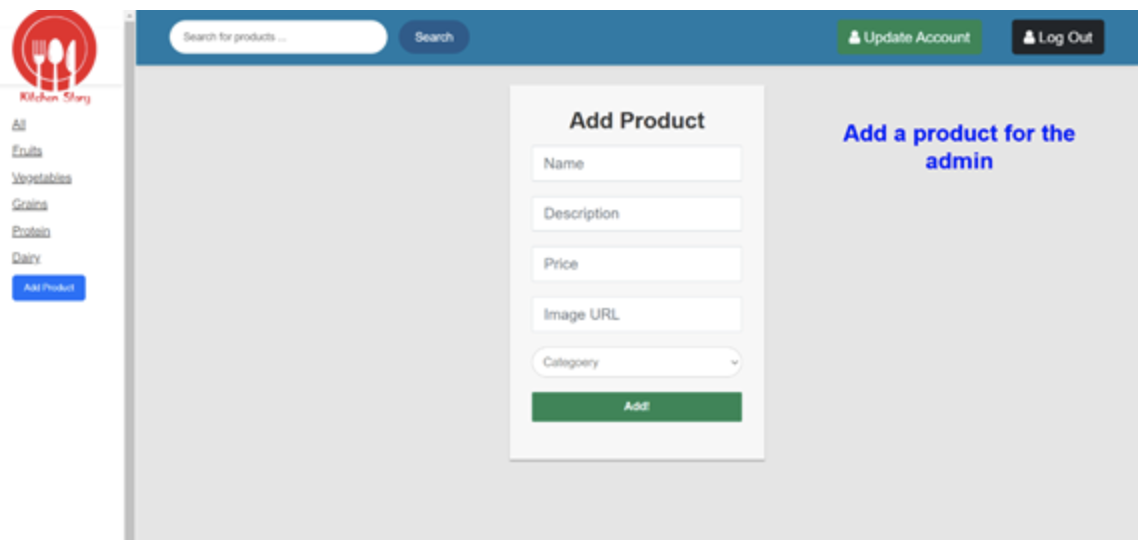 Kitchen Story
All
Fruits
Vegetables
Grains
Protein
Dairy
Add Product
Search for products ...
Search
Update Account
Log Out
Add Product
Name
Description
Price
Image URL
Categoery
Add!
Add a product for the
admin